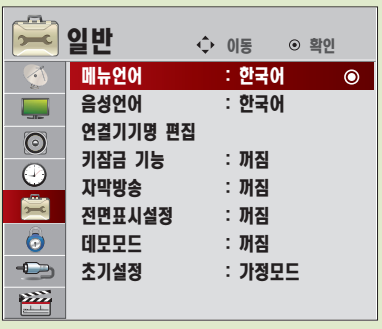 일반 이동 확인
메뉴언어 : 한국어
음성언어 : 한국어
연결기기명 편집
키잠금 기능 : 꺼짐
자막방송 : 꺼짐
전면표시설정 : 꺼짐
데모모드 : 꺼짐
초기설정 : 가정모드